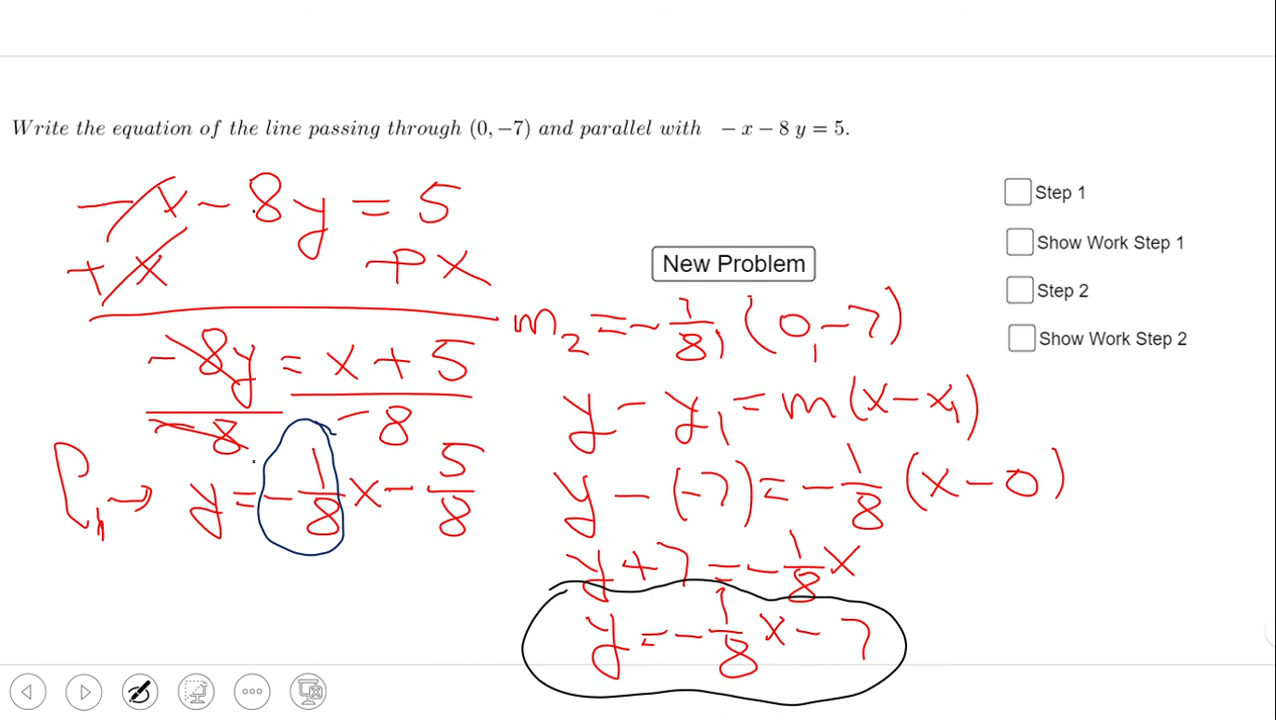 Write the equation of the line passing through (0, −7) and parallel with − x − 8 y = 5.
-x - 8y = 5
+x +x
-8y = x + 5
-8 -8
y = -1/8 x - 5/8
m₂ = -1/8, (0, -7)
y - y₁ = m(x - x₁)
y - (-7) = -1/8 (x - 0)
y + 7 = -1/8 x
y = -1/8 x - 7
New Problem
Step 1
Show Work Step 1
Step 2
Show Work Step 2